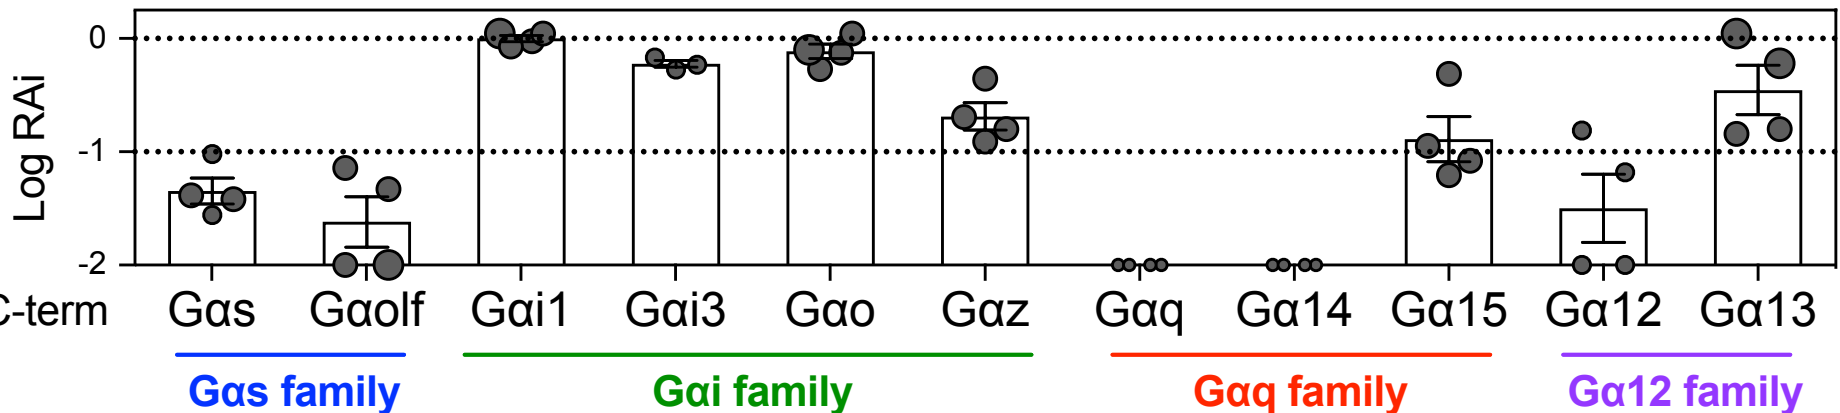 Log RAi
0
-1
-2
C-term Gαs Gαolf Gαi1 Gαi3 Gαo Gαz Gαq Gα14 Gα15 Gα12 Gα13
Gαs family Gαi family Gαq family Gα12 family